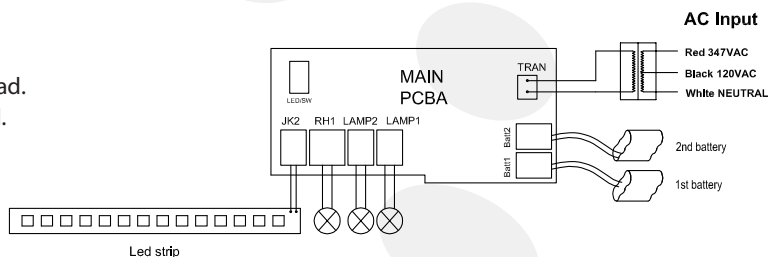 AC Input
Red 347VAC
Black 120VAC
White NEUTRAL
TRAN
MAIN
PCBA
LED/SW
JK2 RH1 LAMP2 LAMP1
Batt2
Batt1
2nd battery
1st battery
Led strip